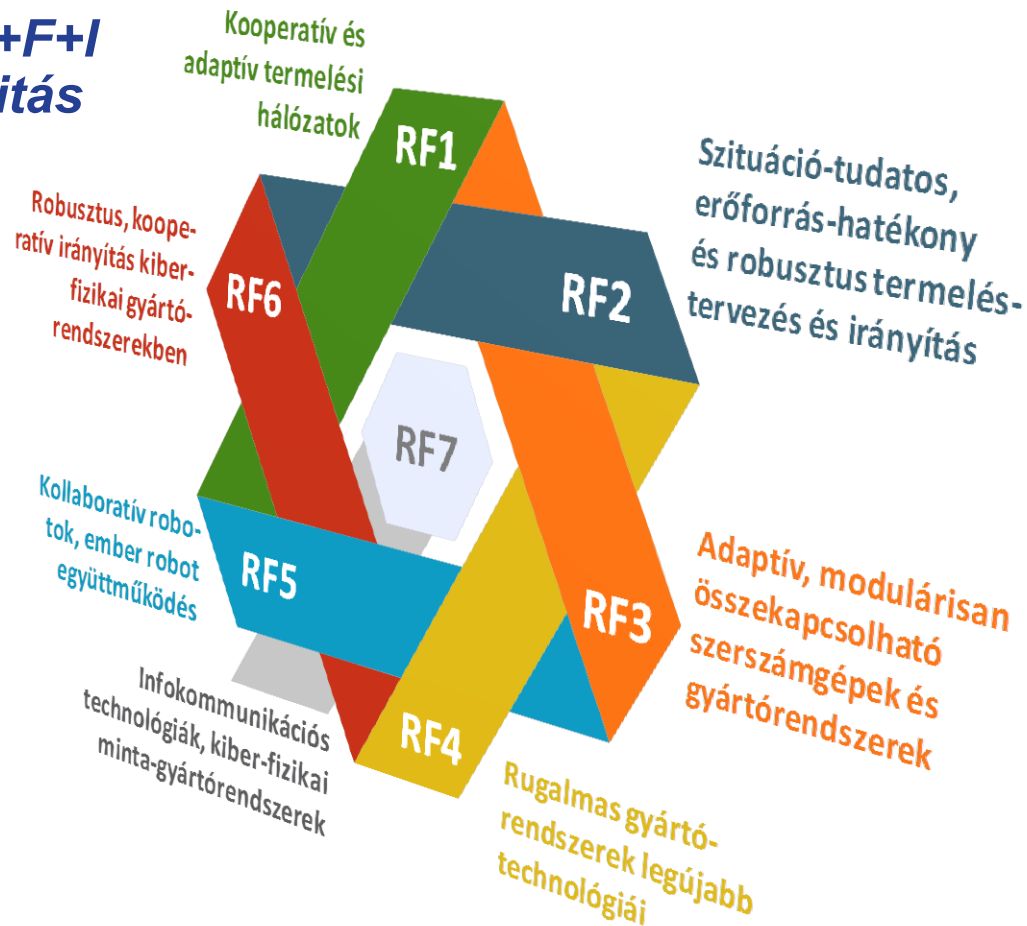 +F+I
itás
Kooperatív és
adaptív termelési
hálózatok
RF1
Szituáció-tudatos,
erőforrás-hatékony
és robusztus termelés-
tervezés és irányítás
RF2
Robusztus, koope-
ratív irányítás kiber-
fizikai gyártó-
rendszerekben
RF6
RF7
Kollaboratív robo-
tok, ember robot
együttműködés
RF5
Adaptív, modulárisan
összekapcsolható
szerszámgépek és
gyártórendszerek
RF3
Infokommunikációs
technológiák, kiber-fizikai
minta-gyártórendszerek
RF4
Rugalmas gyártó-
rendszerek legújabb
technológiái